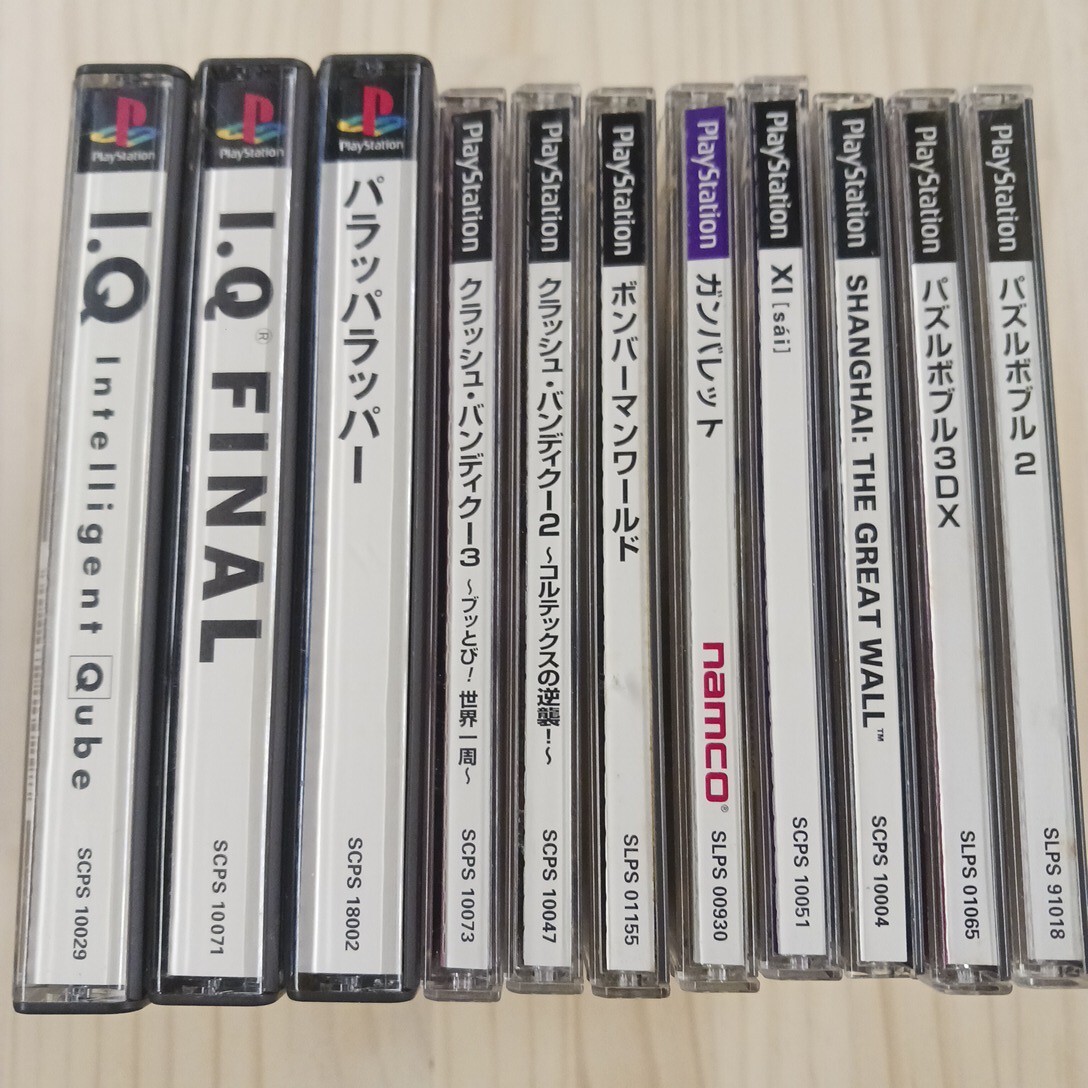 PlayStation
I.Q Intelligent Qube
SCPS 10029
PlayStation
I.Q® FINAL
SCPS 10071
PlayStation
パラッパラッパー
SCPS 18002
PlayStation
クラッシュ・バンディクー3 〜ブッとび!世界一周〜
SCPS 10073
PlayStation
クラッシュ・バンディクー2 〜コルテックスの逆襲!〜
SCPS 10047
PlayStation
ボンバーマンワールド
SLPS 01155
PlayStation
ガンバレット
namco®
SLPS 00930
PlayStation
XI [sái]
SCPS 10051
PlayStation
SHANGHAI: THE GREAT WALL™
SCPS 10004
PlayStation
パズルボブル3DX
SLPS 01065
PlayStation
パズルボブル2
SLPS 91018